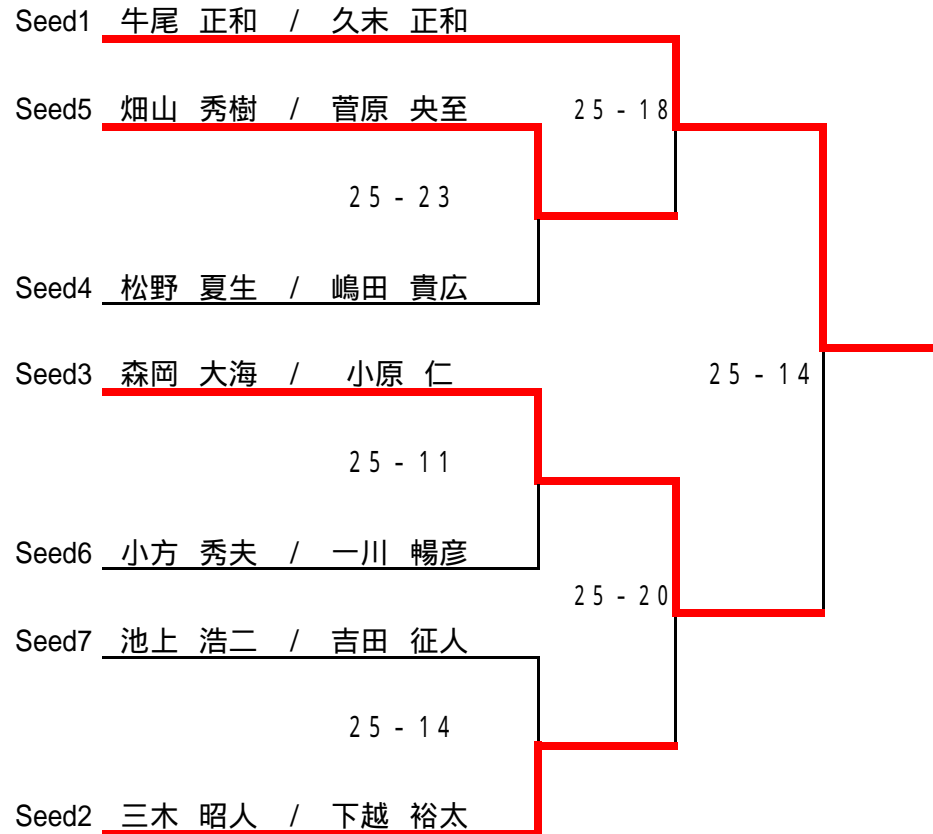 Seed1 牛尾 正和 / 久末 正和
Seed5 畑山 秀樹 / 菅原 央至
25 - 18
25 - 23
Seed4 松野 夏生 / 嶋田 貴広
Seed3 森岡 大海 / 小原 仁
25 - 14
25 - 11
Seed6 小方 秀夫 / 一川 暢彦
25 - 20
Seed7 池上 浩二 / 吉田 征人
25 - 14
Seed2 三木 昭人 / 下越 裕太